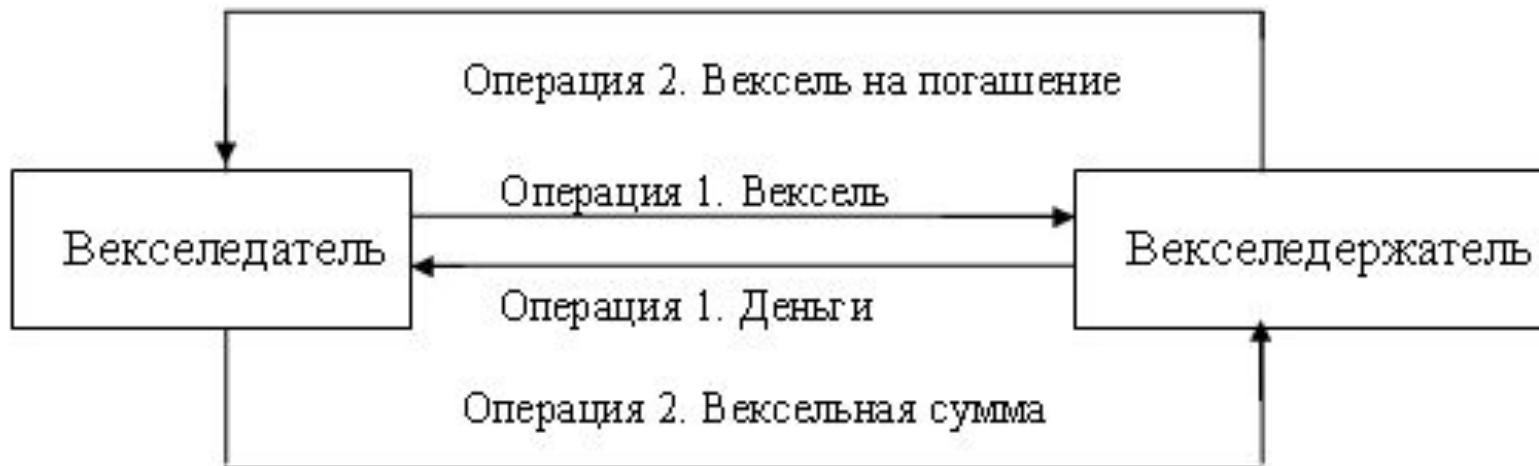 Операция 2. Вексель на погашение
Операция 1. Вексель
Векселедатель
Векселедержатель
Операция 1. Деньги
Операция 2. Вексельная сумма